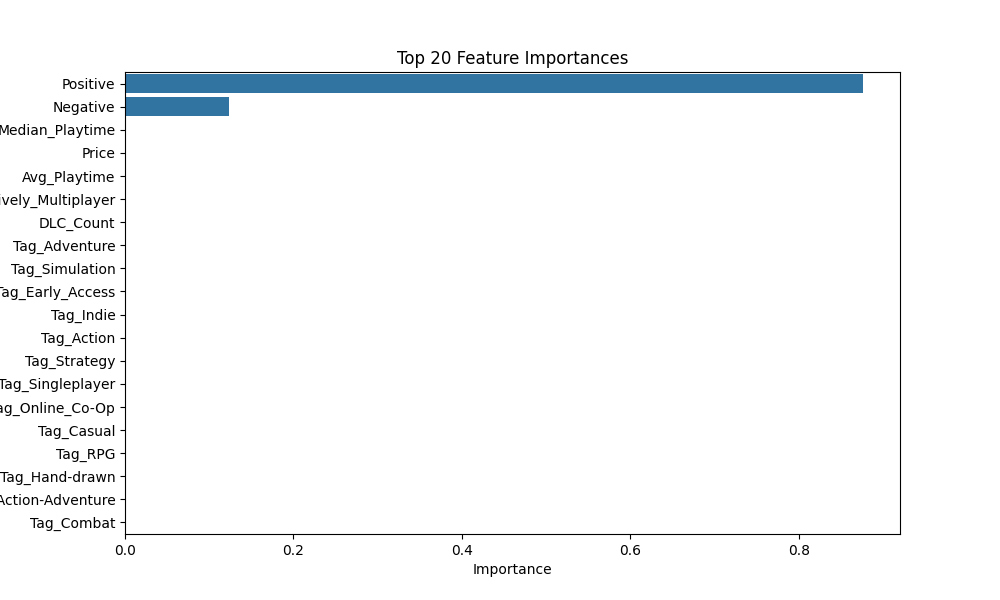 Top 20 Feature Importances
Positive
Negative
Median_Playtime
Price
Avg_Playtime
ively_Multiplayer
DLC_Count
Tag_Adventure
Tag_Simulation
Tag_Early_Access
Tag_Indie
Tag_Action
Tag_Strategy
Tag_Singleplayer
ag_Online_Co-Op
Tag_Casual
Tag_RPG
Tag_Hand-drawn
Action-Adventure
Tag_Combat
0.0 0.2 0.4 0.6 0.8
Importance